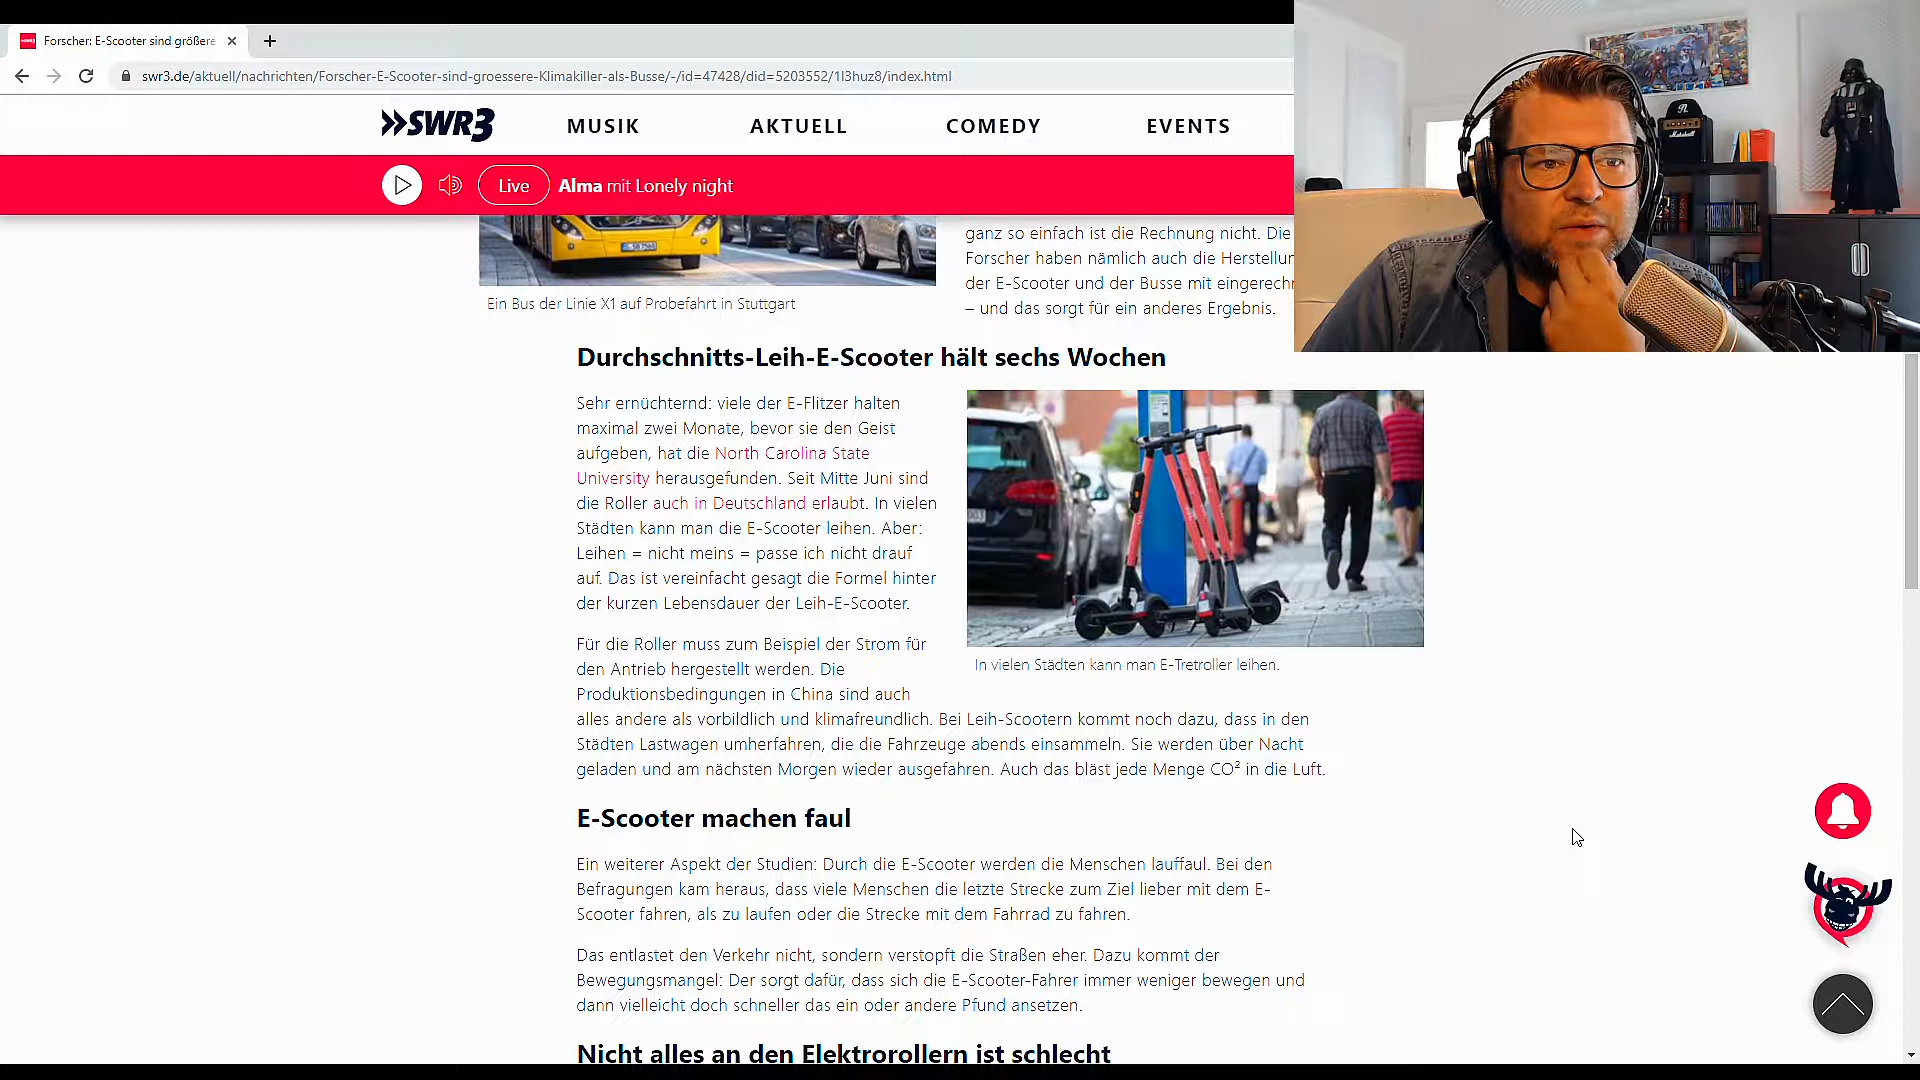 Forscher: E-Scooter sind größere
swr3.de/aktuell/nachrichten/Forscher-E-Scooter-sind-groessere-Klimakiller-als-Busse/-/id=47428/did=5203552/1l3huz8/index.html
SWR3 MUSIK AKTUELL COMEDY EVENTS
Live Alma mit Lonely night
ganz so einfach ist die Rechnung nicht. Die
Forscher haben nämlich auch die Herstellun
der E-Scooter und der Busse mit eingerechn
– und das sorgt für ein anderes Ergebnis.
Ein Bus der Linie X1 auf Probefahrt in Stuttgart
Durchschnitts-Leih-E-Scooter hält sechs Wochen
Sehr ernüchternd: viele der E-Flitzer halten
maximal zwei Monate, bevor sie den Geist
aufgeben, hat die North Carolina State
University herausgefunden. Seit Mitte Juni sind
die Roller auch in Deutschland erlaubt. In vielen
Städten kann man die E-Scooter leihen. Aber:
Leihen = nicht meins = passe ich nicht drauf
auf. Das ist vereinfacht gesagt die Formel hinter
der kurzen Lebensdauer der Leih-E-Scooter.
In vielen Städten kann man E-Tretroller leihen.
Für die Roller muss zum Beispiel der Strom für
den Antrieb hergestellt werden. Die
Produktionsbedingungen in China sind auch
alles andere als vorbildlich und klimafreundlich. Bei Leih-Scootern kommt noch dazu, dass in den
Städten Lastwagen umherfahren, die die Fahrzeuge abends einsammeln. Sie werden über Nacht
geladen und am nächsten Morgen wieder ausgefahren. Auch das bläst jede Menge CO² in die Luft.
E-Scooter machen faul
Ein weiterer Aspekt der Studien: Durch die E-Scooter werden die Menschen lauffaul. Bei den
Befragungen kam heraus, dass viele Menschen die letzte Strecke zum Ziel lieber mit dem E-
Scooter fahren, als zu laufen oder die Strecke mit dem Fahrrad zu fahren.
Das entlastet den Verkehr nicht, sondern verstopft die Straßen eher. Dazu kommt der
Bewegungsmangel: Der sorgt dafür, dass sich die E-Scooter-Fahrer immer weniger bewegen und
dann vielleicht doch schneller das ein oder andere Pfund ansetzen.
Nicht alles an den Elektrorollern ist schlecht